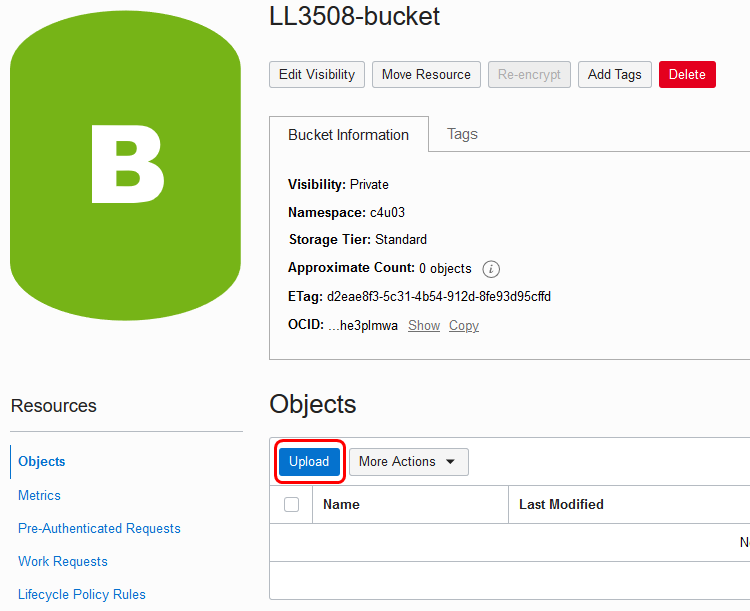 B
LL3508-bucket
Edit Visibility Move Resource Re-encrypt Add Tags Delete
Bucket Information Tags
Visibility: Private
Namespace: c4u03
Storage Tier: Standard
Approximate Count: 0 objects i
ETag: d2eae8f3-5c31-4b54-912d-8fe93d95cffd
OCID: ...he3plmwa Show Copy
Resources
Objects
Metrics
Pre-Authenticated Requests
Work Requests
Lifecycle Policy Rules
Objects
Upload More Actions
Name Last Modified